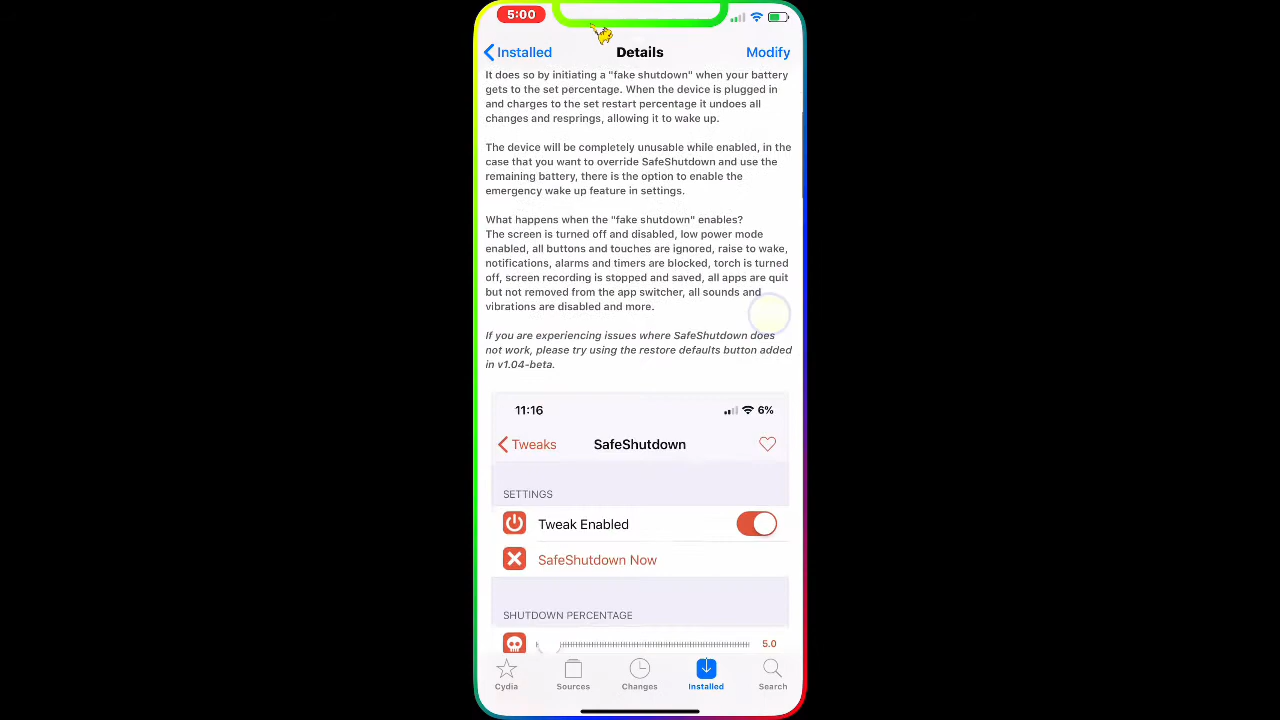 5:00
Installed
Details
Modify
It does so by initiating a "fake shutdown" when your battery
gets to the set percentage. When the device is plugged in
and charges to the set restart percentage it undoes all
changes and resprings, allowing it to wake up.
The device will be completely unusable while enabled, in the
case that you want to override SafeShutdown and use the
remaining battery, there is the option to enable the
emergency wake up feature in settings.
What happens when the "fake shutdown" enables?
The screen is turned off and disabled, low power mode
enabled, all buttons and touches are ignored, raise to wake,
notifications, alarms and timers are blocked, torch is turned
off, screen recording is stopped and saved, all apps are quit
but not removed from the app switcher, all sounds and
vibrations are disabled and more.
If you are experiencing issues where SafeShutdown does
not work, please try using the restore defaults button added
in v1.04-beta.
11:16
6%
Tweaks
SafeShutdown
SETTINGS
Tweak Enabled
SafeShutdown Now
SHUTDOWN PERCENTAGE
5.0
Cydia
Sources
Changes
Installed
Search